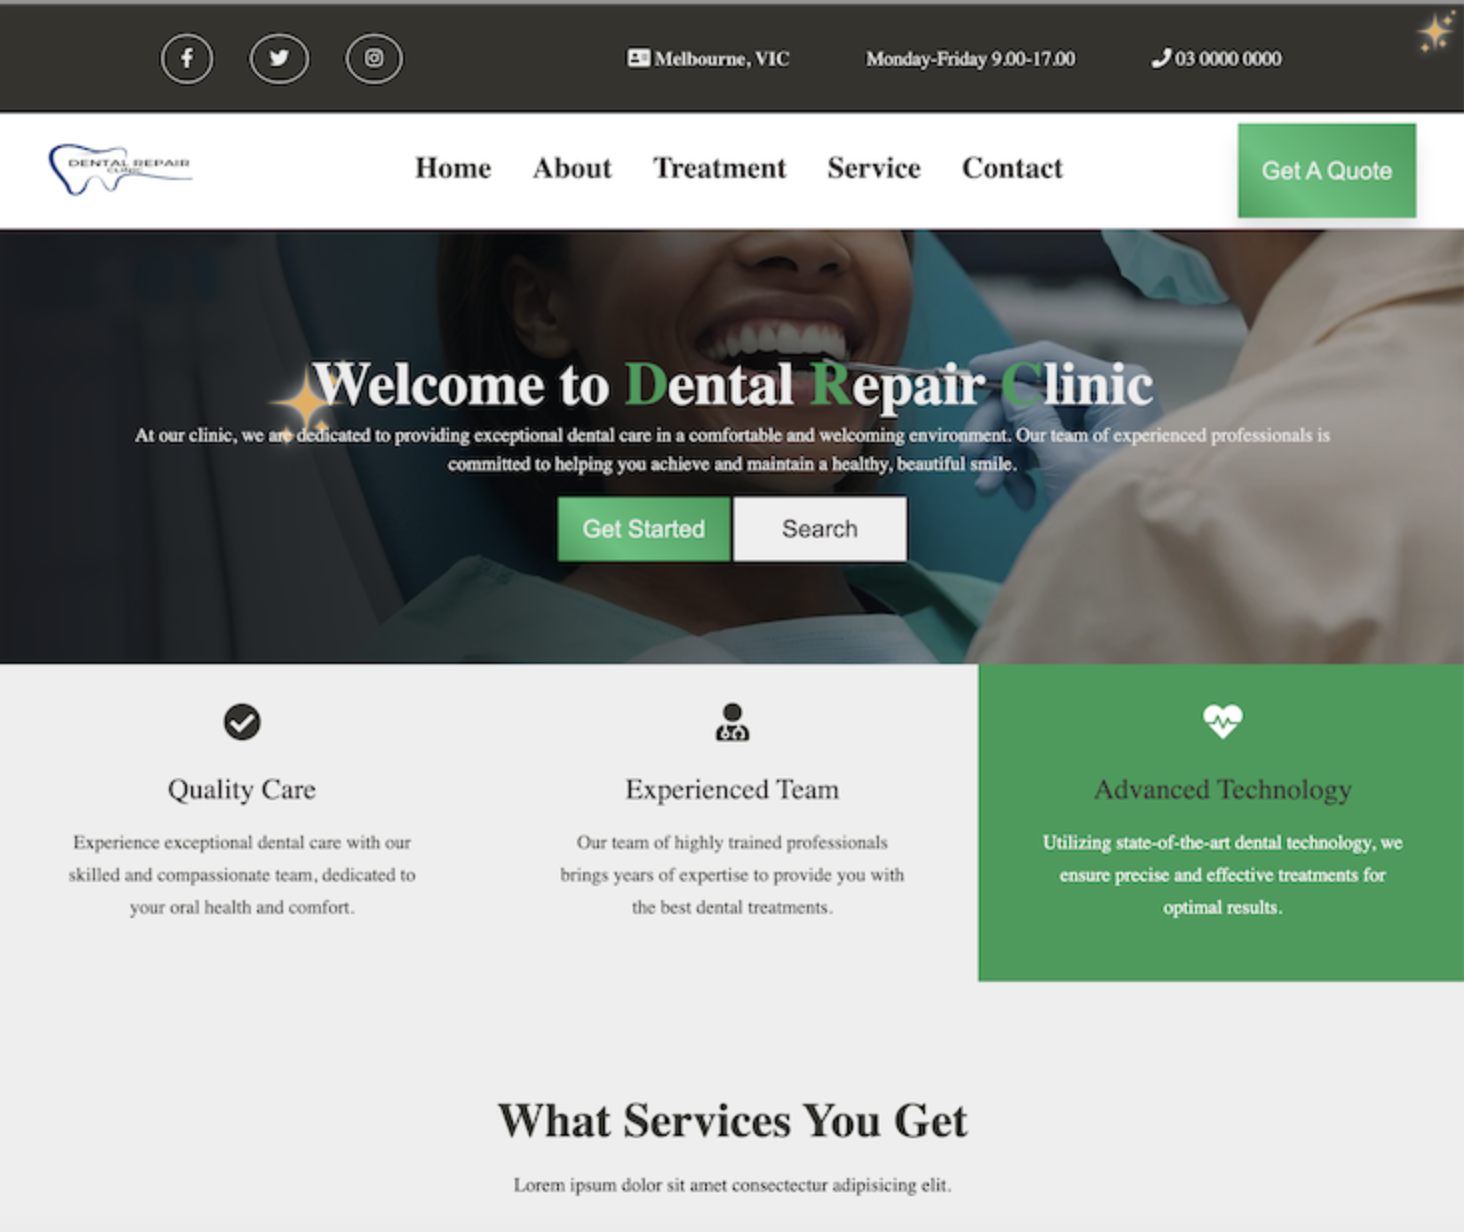 Melbourne, VIC
Monday-Friday 9.00-17.00
03 0000 0000
DENTAL REPAIR
CLINIC
Home
About
Treatment
Service
Contact
Get A Quote
Welcome to Dental Repair Clinic
At our clinic, we are dedicated to providing exceptional dental care in a comfortable and welcoming environment. Our team of experienced professionals is
committed to helping you achieve and maintain a healthy, beautiful smile.
Get Started
Search
Quality Care
Experience exceptional dental care with our
skilled and compassionate team, dedicated to
your oral health and comfort.
Experienced Team
Our team of highly trained professionals
brings years of expertise to provide you with
the best dental treatments.
Advanced Technology
Utilizing state-of-the-art dental technology, we
ensure precise and effective treatments for
optimal results.
What Services You Get
Lorem ipsum dolor sit amet consectetur adipisicing elit.